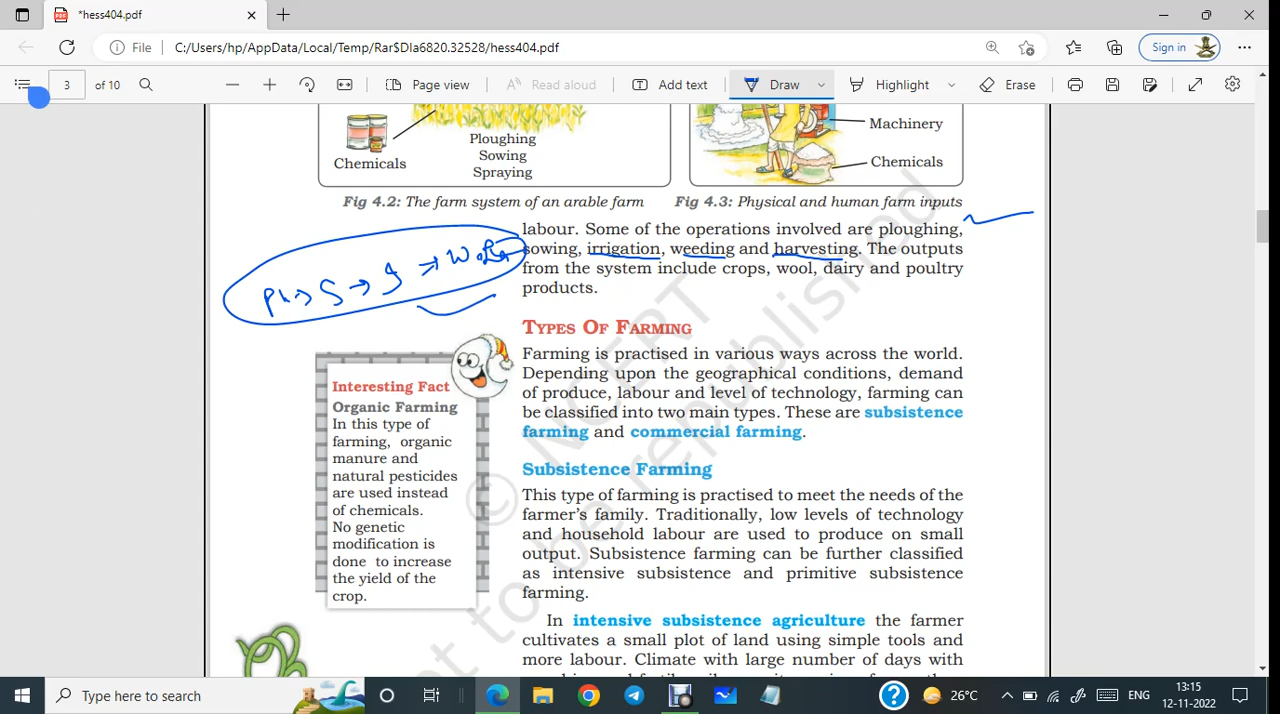 *hess404.pdf
File
C:/Users/hp/AppData/Local/Temp/Rar$DIa6820.32528/hess404.pdf
Sign in
3 of 10
Page view
Read aloud
Add text
Draw
Highlight
Erase
Chemicals
Ploughing
Sowing
Spraying
Machinery
Chemicals
Fig 4.2: The farm system of an arable farm
Fig 4.3: Physical and human farm inputs
labour. Some of the operations involved are ploughing,
sowing, irrigation, weeding and harvesting. The outputs
from the system include crops, wool, dairy and poultry
products.
TYPES OF FARMING
Farming is practised in various ways across the world.
Depending upon the geographical conditions, demand
of produce, labour and level of technology, farming can
be classified into two main types. These are subsistence
farming and commercial farming.
Interesting Fact
Organic Farming
In this type of
farming, organic
manure and
natural pesticides
are used instead
of chemicals.
No genetic
modification is
done to increase
the yield of the
crop.
Subsistence Farming
This type of farming is practised to meet the needs of the
farmer's family. Traditionally, low levels of technology
and household labour are used to produce on small
output. Subsistence farming can be further classified
as intensive subsistence and primitive subsistence
farming.
In intensive subsistence agriculture the farmer
cultivates a small plot of land using simple tools and
more labour. Climate with large number of days with
© NCERT
not to be republished
Type here to search
26°C
ENG
13:15
12-11-2022